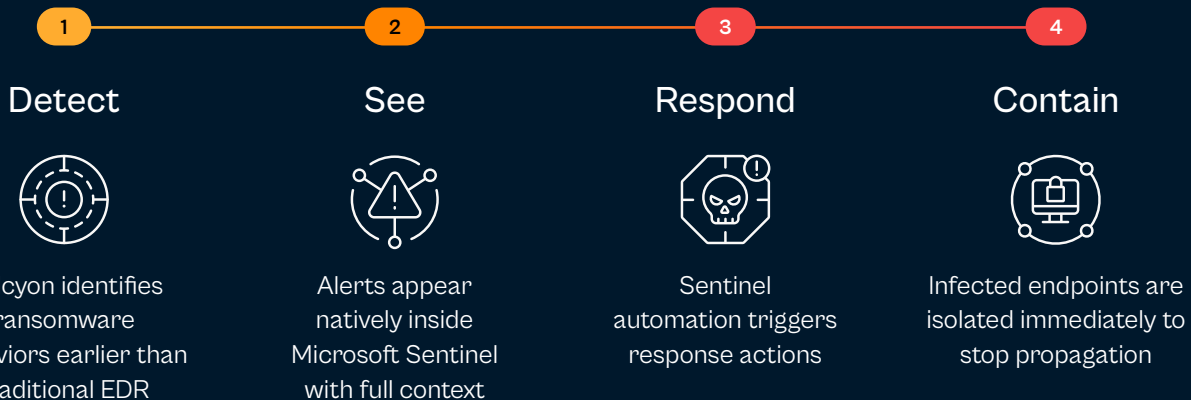 1
2
3
4
Detect
See
Respond
Contain
cyon identifies
ransomware
viors earlier than
aditional EDR
Alerts appear
natively inside
Microsoft Sentinel
with full context
Sentinel
automation triggers
response actions
Infected endpoints are
isolated immediately to
stop propagation